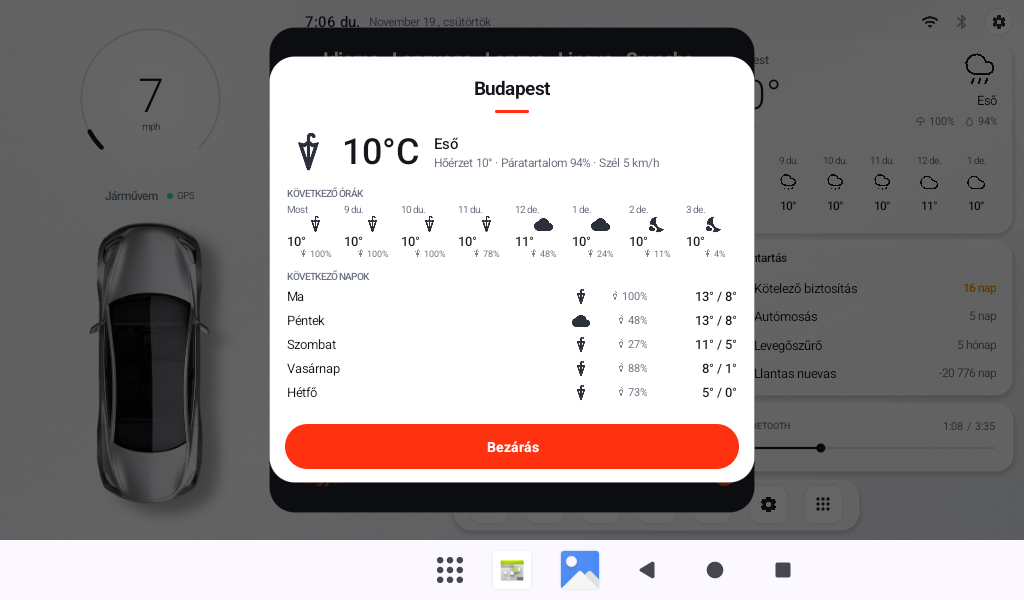 7:06 du. November 19., csütörtök
7
mph
Járművem GPS
Budapest
10°C
Eső
Hőérzet 10° · Páratartalom 94% · Szél 5 km/h
KÖVETKEZŐ ÓRÁK
Most 9 du. 10 du. 11 du. 12 de. 1 de. 2 de. 3 de.
10° 10° 10° 10° 11° 10° 10° 10°
100% 100% 100% 78% 48% 24% 11% 4%
KÖVETKEZŐ NAPOK
Ma 100% 13° / 8°
Péntek 48% 13° / 8°
Szombat 27% 11° / 5°
Vasárnap 88% 8° / 1°
Hétfő 73% 5° / 0°
Bezárás
Eső
100% 94%
9 du. 10 du. 11 du. 12 de. 1 de.
10° 10° 10° 11° 10°
Kötelező biztosítás 16 nap
Autómosás 5 nap
Levegőszűrő 5 hónap
Llantas nuevas -20 776 nap
1:08 / 3:35